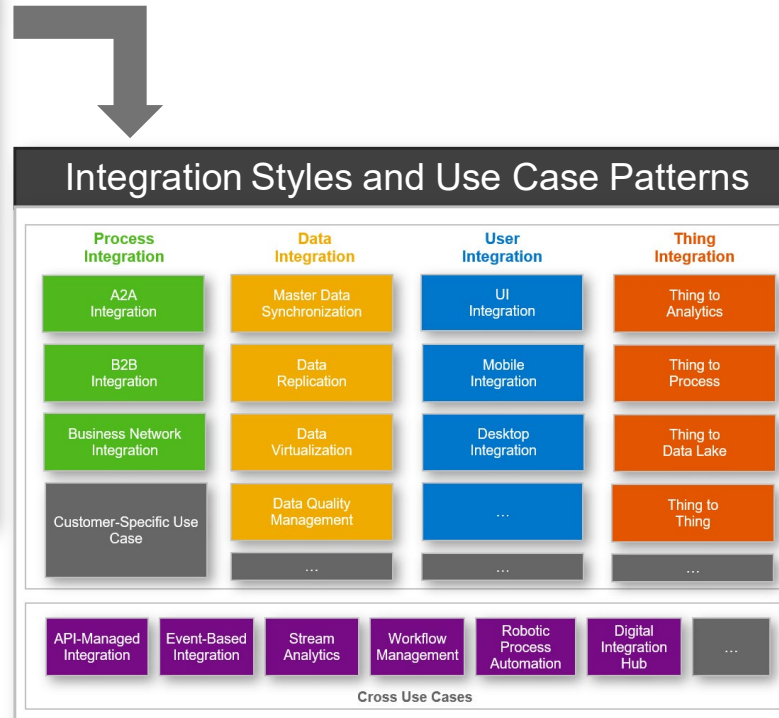 Integration Styles and Use Case Patterns
Process
Integration
A2A
Integration
B2B
Integration
Business Network
Integration
Customer-Specific Use
Case
Data
Integration
Master Data
Synchronization
Data
Replication
Data
Virtualization
Data Quality
Management
...
User
Integration
UI
Integration
Mobile
Integration
Desktop
Integration
...
...
Thing
Integration
Thing to
Analytics
Thing to
Process
Thing to
Data Lake
Thing to
Thing
...
API-Managed
Integration
Event-Based
Integration
Stream
Analytics
Workflow
Management
Robotic
Process
Automation
Digital
Integration
Hub
...
Cross Use Cases